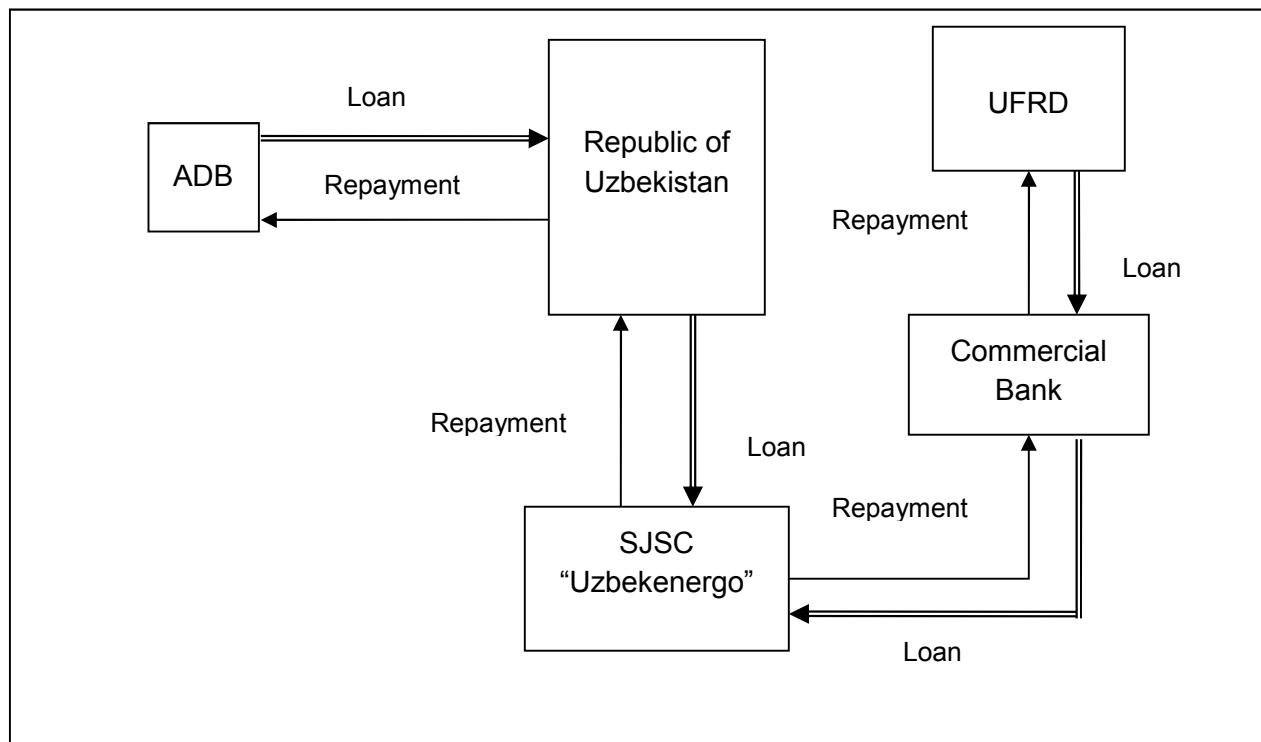 Loan
ADB
Repayment
Republic of
Uzbekistan
UFRD
Repayment
Loan
Commercial
Bank
Repayment
Loan
SJSC
“Uzbekenergo”
Repayment
Loan